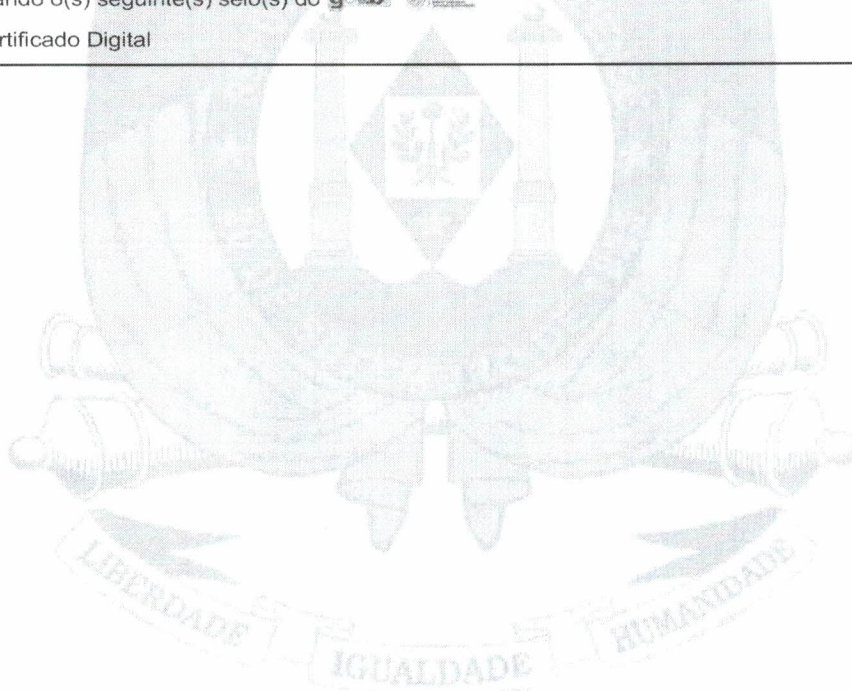 ando o(s) seguinte(s) selo(s) do g
rtificado Digital
LIBERDADE
IGUALDADE
HUMANIDADE